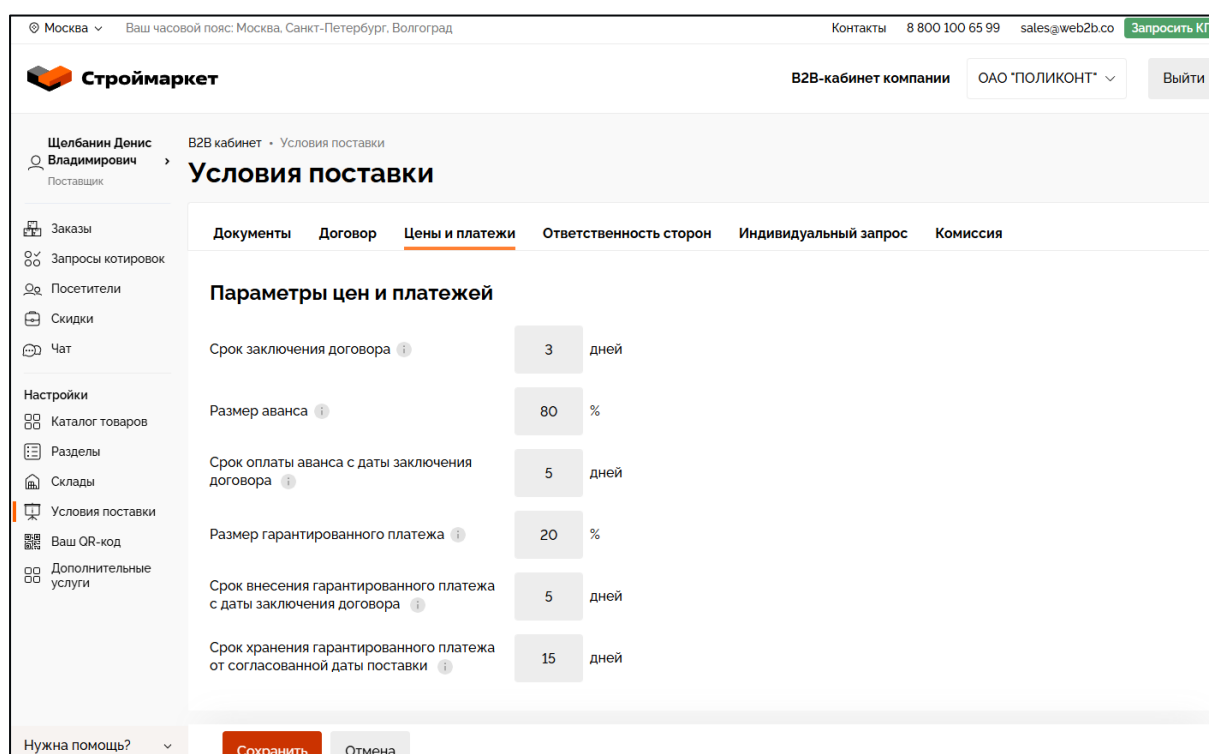 Москва
Ваш часовой пояс: Москва, Санкт-Петербург, Волгоград
Контакты
8 800 100 65 99
sales@web2b.co
Запросить КП
Строймаркет
B2B-кабинет компании
ОАО "ПОЛИКОНТ"
Выйти
Щелбанин Денис
Владимирович
Поставщик
B2B кабинет • Условия поставки
Условия поставки
Заказы
Запросы котировок
Посетители
Скидки
Чат
Настройки
Каталог товаров
Разделы
Склады
Условия поставки
Ваш QR-код
Дополнительные
услуги
Нужна помощь?
Документы
Договор
Цены и платежи
Ответственность сторон
Индивидуальный запрос
Комиссия
Параметры цен и платежей
Срок заключения договора
3 дней
Размер аванса
80 %
Срок оплаты аванса с даты заключения
договора
5 дней
Размер гарантированного платежа
20 %
Срок внесения гарантированного платежа
с даты заключения договора
5 дней
Срок хранения гарантированного платежа
от согласованной даты поставки
15 дней
Сохранить
Отмена